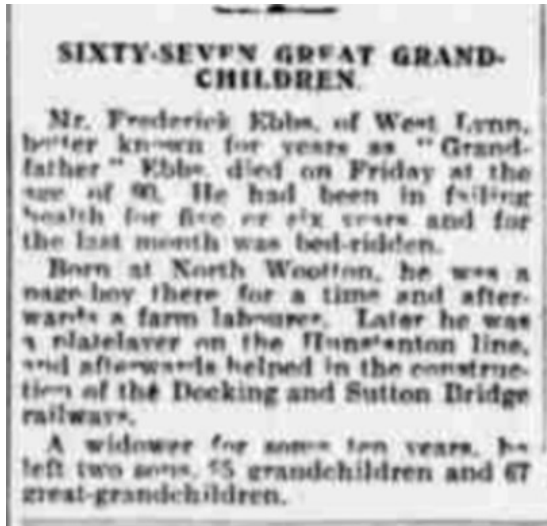 SIXTY-SEVEN GREAT GRAND-
CHILDREN.
Mr. Frederick Ebbs, of West Lynn,
better known for years as "Grand-
father" Ebbs, died on Friday at the
age of 90. He had been in failing
health for five or six years and for
the last month was bed-ridden.
Born at North Wootton, he was a
page-boy there for a time and after-
wards a farm labourer. Later he was
a platelayer on the Hunstanton line,
and afterwards helped in the construc-
tion of the Docking and Sutton Bridge
railways.
A widower for some ten years, he
left two sons, grandchildren and 67
great-grandchildren.